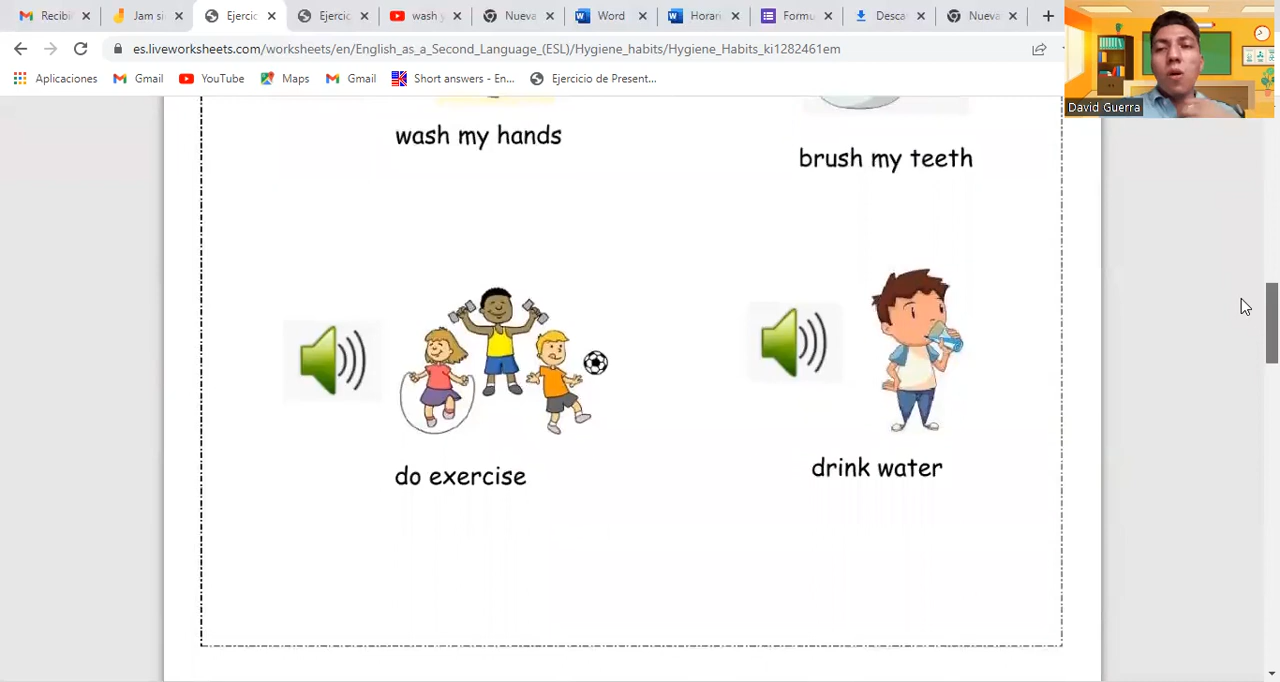 Recibi
Jam si
Ejercic
Ejercic
wash y
Nueva
Word
Horari
Formu
Desca
Nueva
es.liveworksheets.com/worksheets/en/English_as_a_Second_Language_(ESL)/Hygiene_habits/Hygiene_Habits_ki1282461em
Aplicaciones
Gmail
YouTube
Maps
Gmail
Short answers - En...
Ejercicio de Present...
David Guerra
wash my hands
brush my teeth
do exercise
drink water